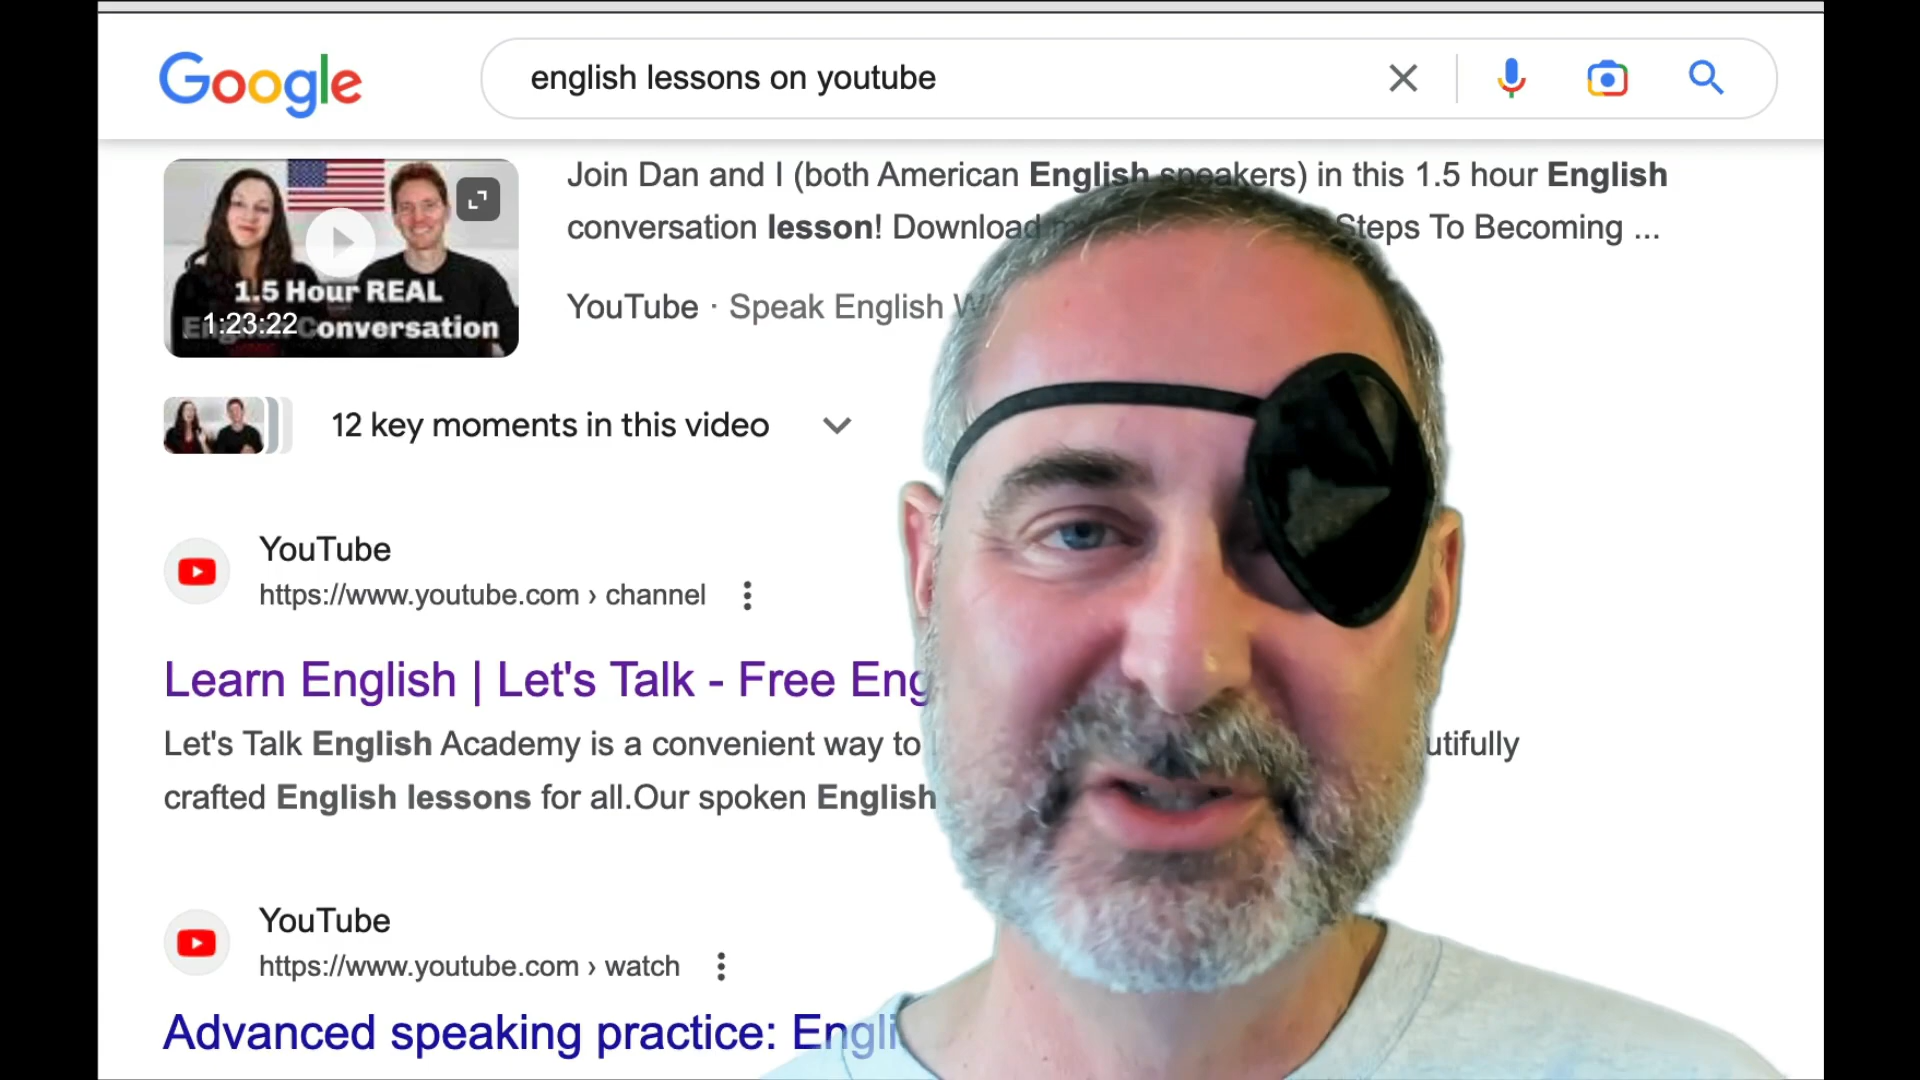 Google
english lessons on youtube
Join Dan and I (both American English speakers) in this 1.5 hour English
conversation lesson! Download Steps To Becoming ...
1.5 Hour REAL
1:23:22 Conversation
YouTube · Speak English
12 key moments in this video
YouTube
https://www.youtube.com › channel
Learn English | Let's Talk - Free Eng
Let's Talk English Academy is a convenient way to utifully
crafted English lessons for all.Our spoken English
YouTube
https://www.youtube.com › watch
Advanced speaking practice: Engli